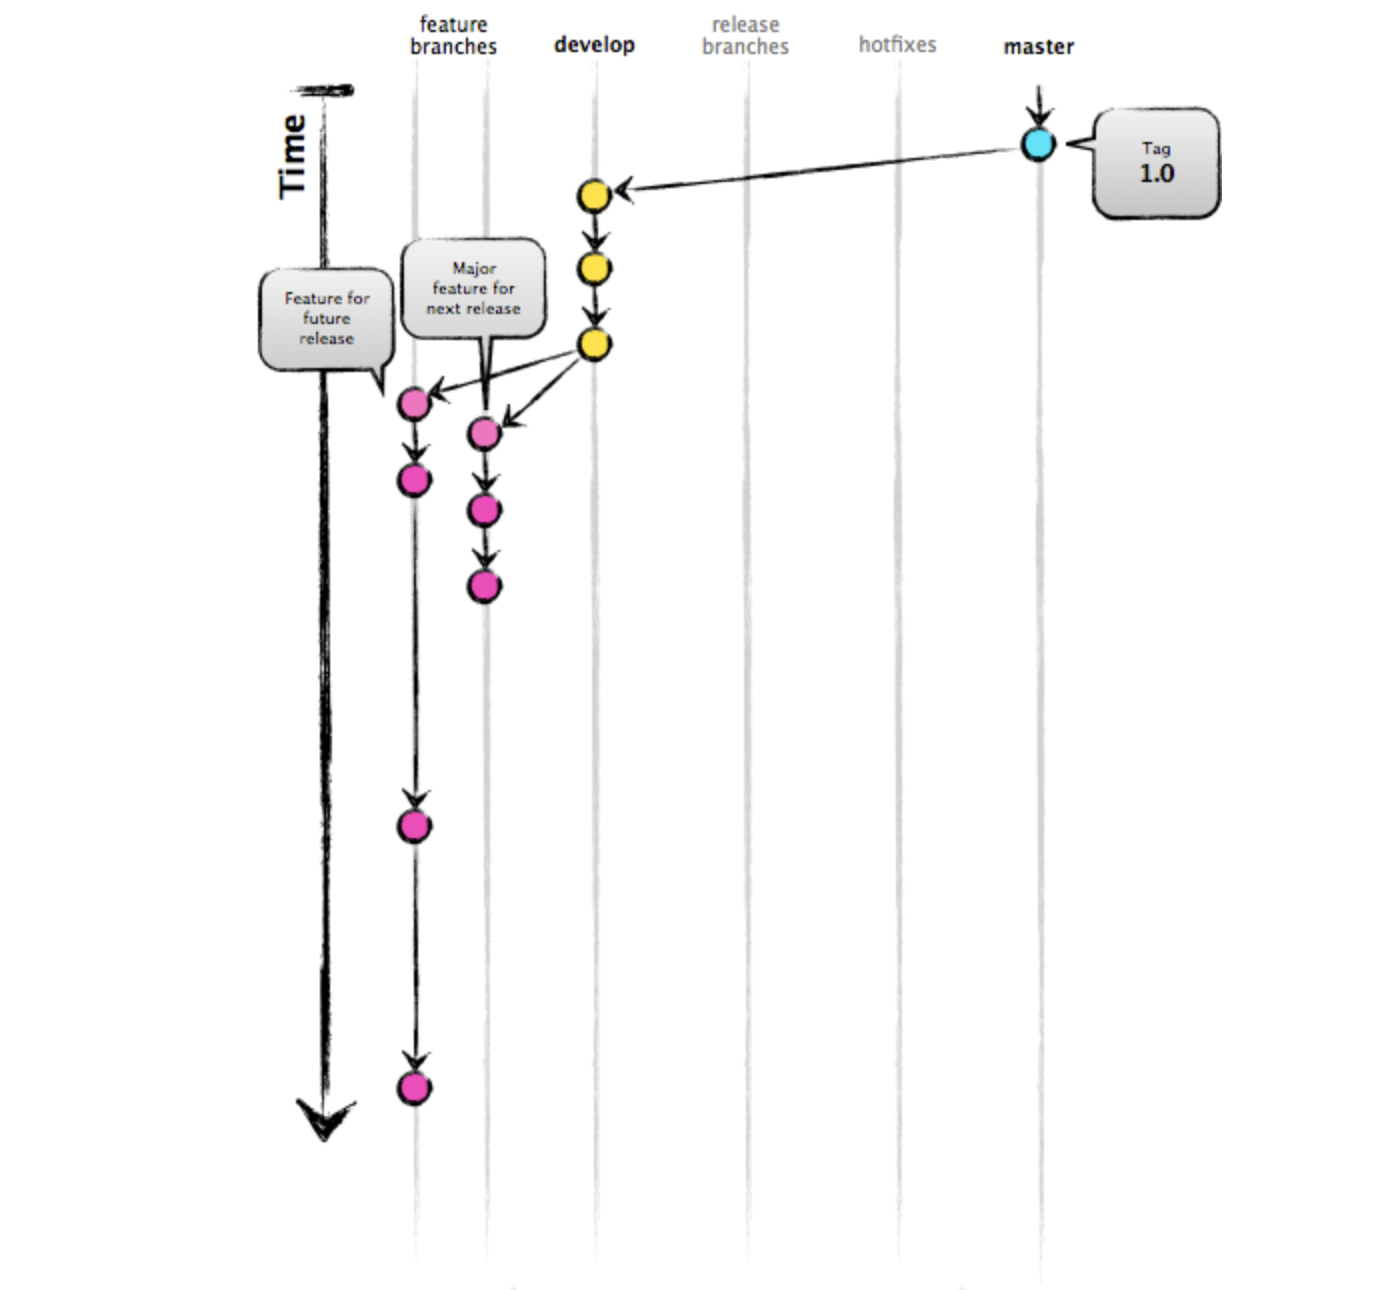 feature
branches
develop
release
branches
hotfixes
master
Time
Tag
1.0
Major
feature for
next release
Feature for
future
release